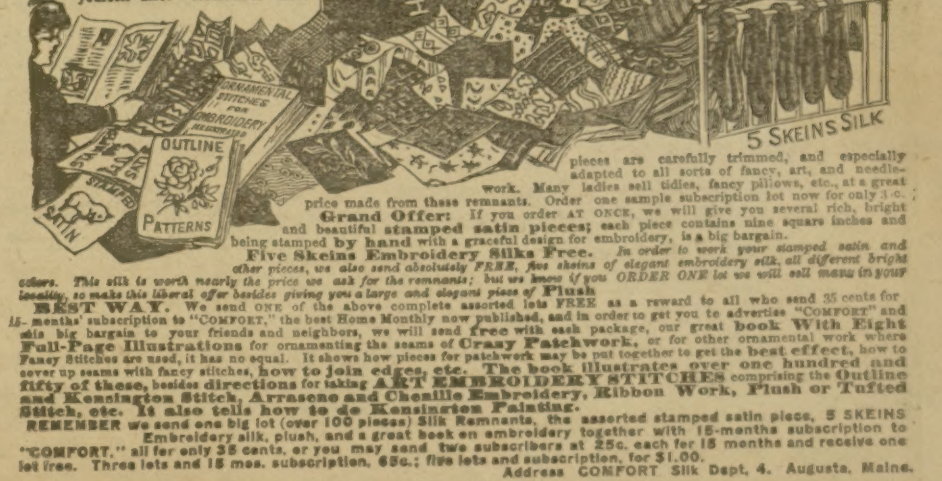 ORNAMENTAL
STITCHES
FOR
EMBROIDERY
ILLUSTRATED
OUTLINE
PATTERNS
STAMPED
SATIN
5 SKEINS SILK
pieces are carefully trimmed, and especially
adapted to all sorts of fancy, art, and needle-
work. Many ladies sell tidies, fancy pillows, etc., at a great
price made from these remnants. Order one sample subscription lot now for only c.
Grand Offer: If you order AT ONCE, we will give you several rich, bright
and beautiful stamped satin pieces; each piece contains nine square inches and
being stamped by hand with a graceful design for embroidery, is a big bargain.
Five Skeins Embroidery Silks Free. In order to work your stamped satin and
other pieces, we also send absolutely FREE, five skeins of elegant embroidery silk, all different bright
colors. This silk is worth nearly the price we ask for the remnants; but we know if you ORDER ONE lot we will sell many in your
locality, so make this liberal offer besides giving you a large and elegant piece of Plush
BEST WAY. We send ONE of the above complete assorted lots FREE as a reward to all who send 35 cents for
15-months' subscription to "COMFORT," the best Home Monthly now published, and in order to get you to advertise "COMFORT" and
this big bargain to your friends and neighbors, we will send free with each package, our great book With Eight
Full-Page Illustrations for ornamenting the seams of Crazy Patchwork, or for other ornamental work where
Fancy Stitches are used, it has no equal. It shows how pieces for patchwork may be put together to get the best effect, how to
cover up seams with fancy stitches, how to join edges, etc. The book illustrates over one hundred and
fifty of these, besides directions for taking ART EMBROIDERY STITCHES comprising the Outline
and Kensington Stitch, Arrasene and Chenille Embroidery, Ribbon Work, Plush or Tufted
Stitch, etc. It also tells how to do Kensington Painting.
REMEMBER we send one big lot (over 100 pieces) Silk Remnants, the assorted stamped satin piece, 5 SKEINS
Embroidery silk, plush, and a great book on embroidery together with 15-months subscription to
"COMFORT," all for only 35 cents, or you may send two subscribers at 25c. each for 15 months and receive one
lot free. Three lots and 15 mos. subscription, 65c.; five lots and subscription, for $1.00.
Address COMFORT Silk Dept, 4. Augusta, Maine.